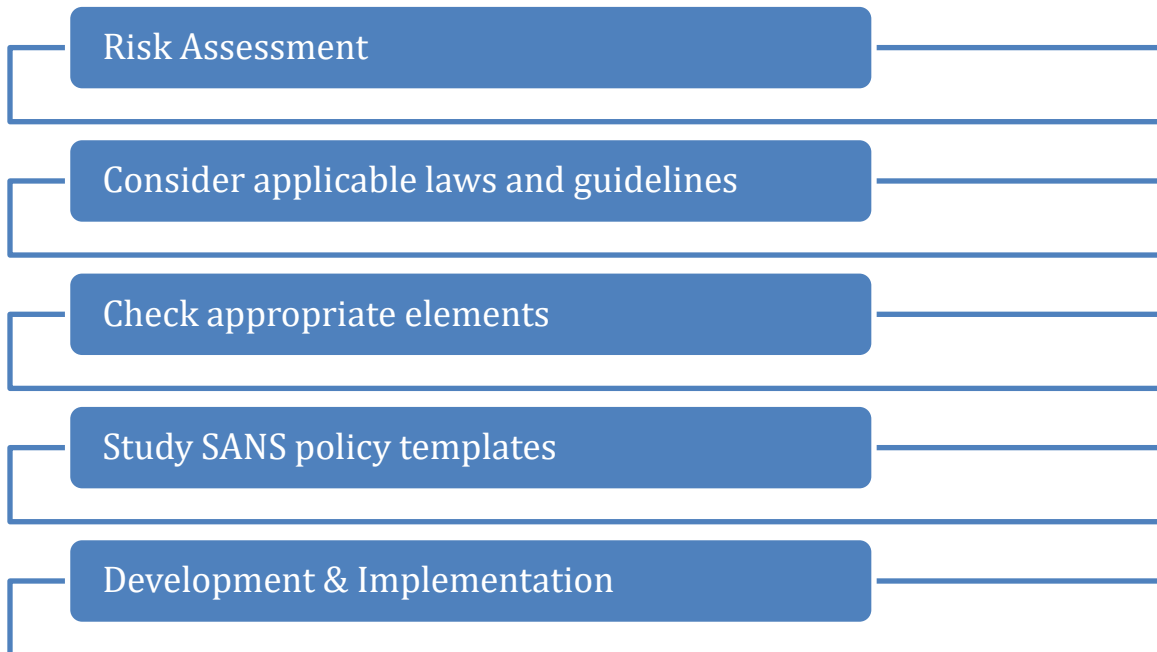 Risk Assessment
Consider applicable laws and guidelines
Check appropriate elements
Study SANS policy templates
Development & Implementation